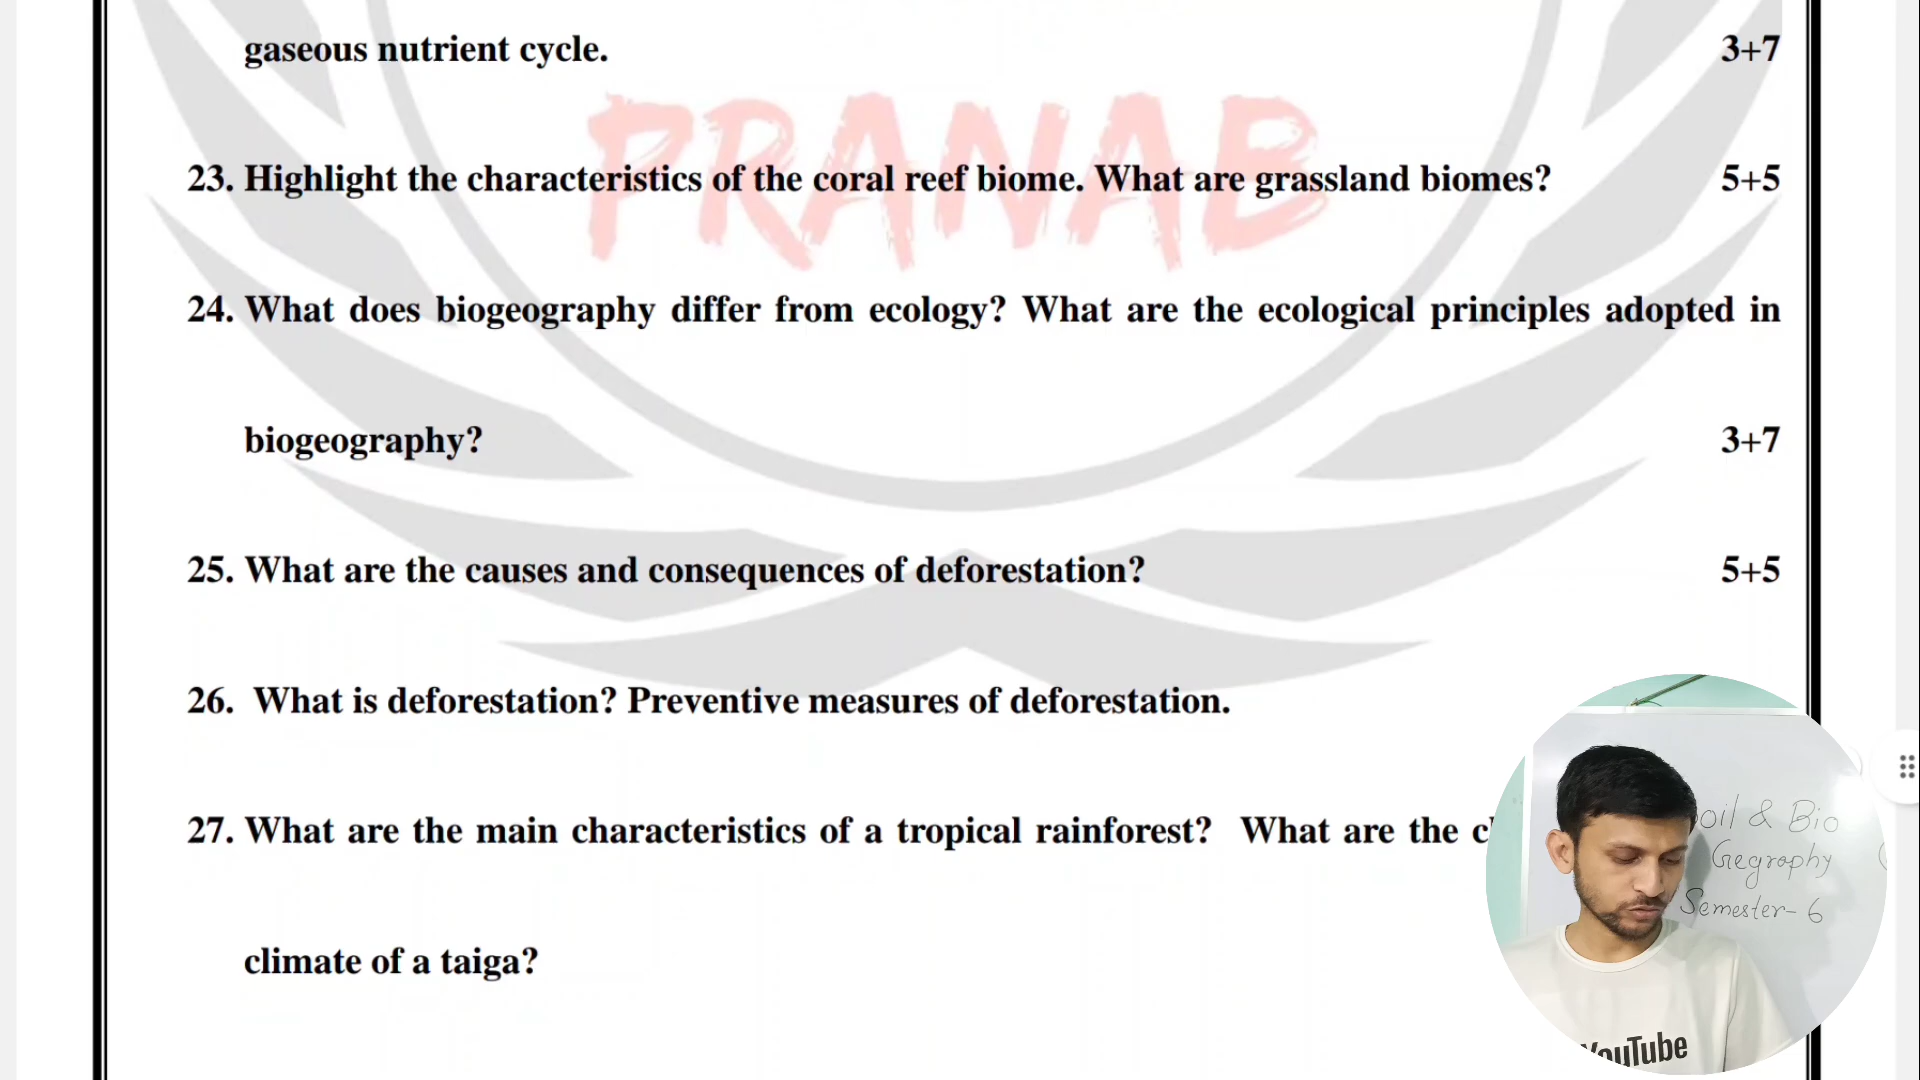 gaseous nutrient cycle. 3+7
PRANAB
23. Highlight the characteristics of the coral reef biome. What are grassland biomes? 5+5
24. What does biogeography differ from ecology? What are the ecological principles adopted in
biogeography? 3+7
25. What are the causes and consequences of deforestation? 5+5
26. What is deforestation? Preventive measures of deforestation.
27. What are the main characteristics of a tropical rainforest? What are the
climate of a taiga?
& Bio
Gegraphy
Semester- 6
YouTube